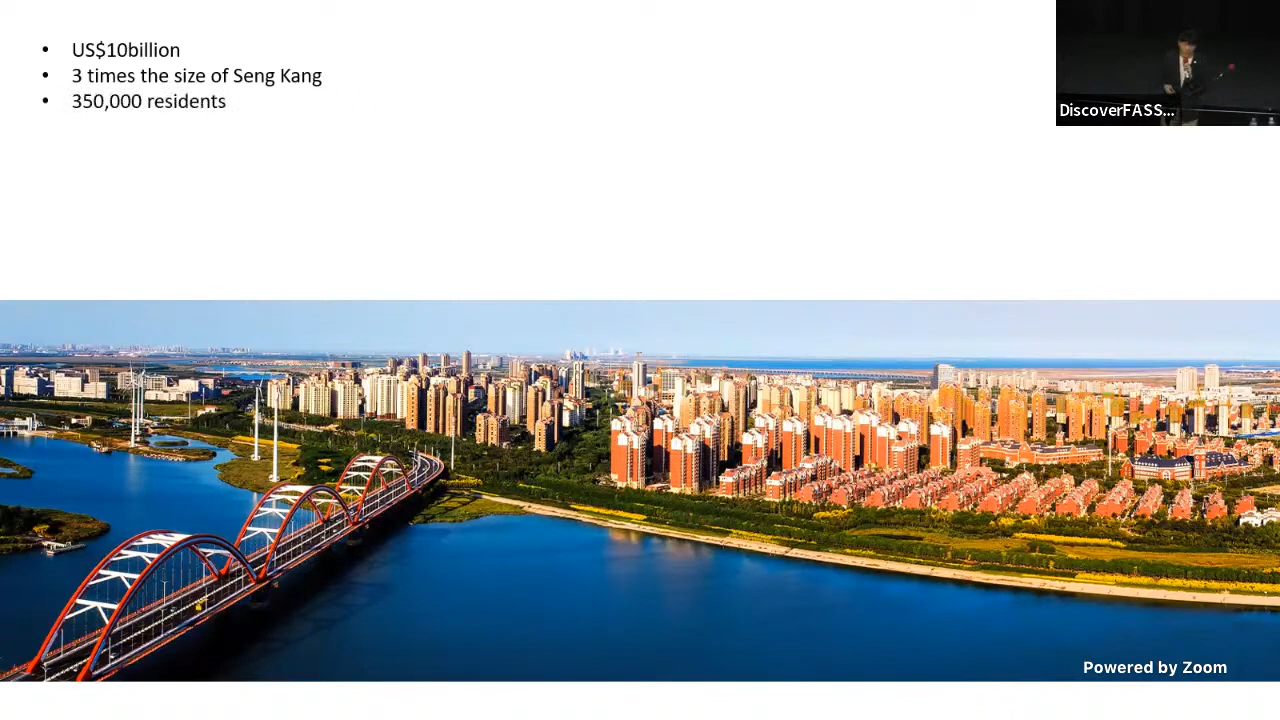 • US$10billion
• 3 times the size of Seng Kang
• 350,000 residents
DiscoverFASS...
Powered by Zoom